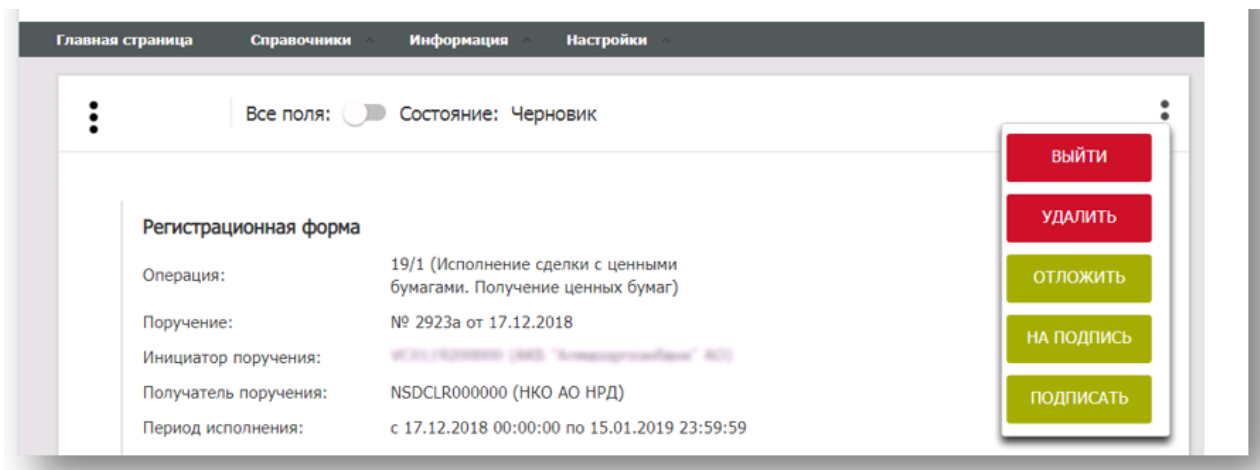 Главная страница Справочники Информация Настройки
Все поля: Состояние: Черновик
ВЫЙТИ
УДАЛИТЬ
ОТЛОЖИТЬ
НА ПОДПИСЬ
ПОДПИСАТЬ
Регистрационная форма
Операция: 19/1 (Исполнение сделки с ценными
бумагами. Получение ценных бумаг)
Поручение: № 2923а от 17.12.2018
Инициатор поручения:
Получатель поручения: NSDCLR000000 (НКО АО НРД)
Период исполнения: с 17.12.2018 00:00:00 по 15.01.2019 23:59:59